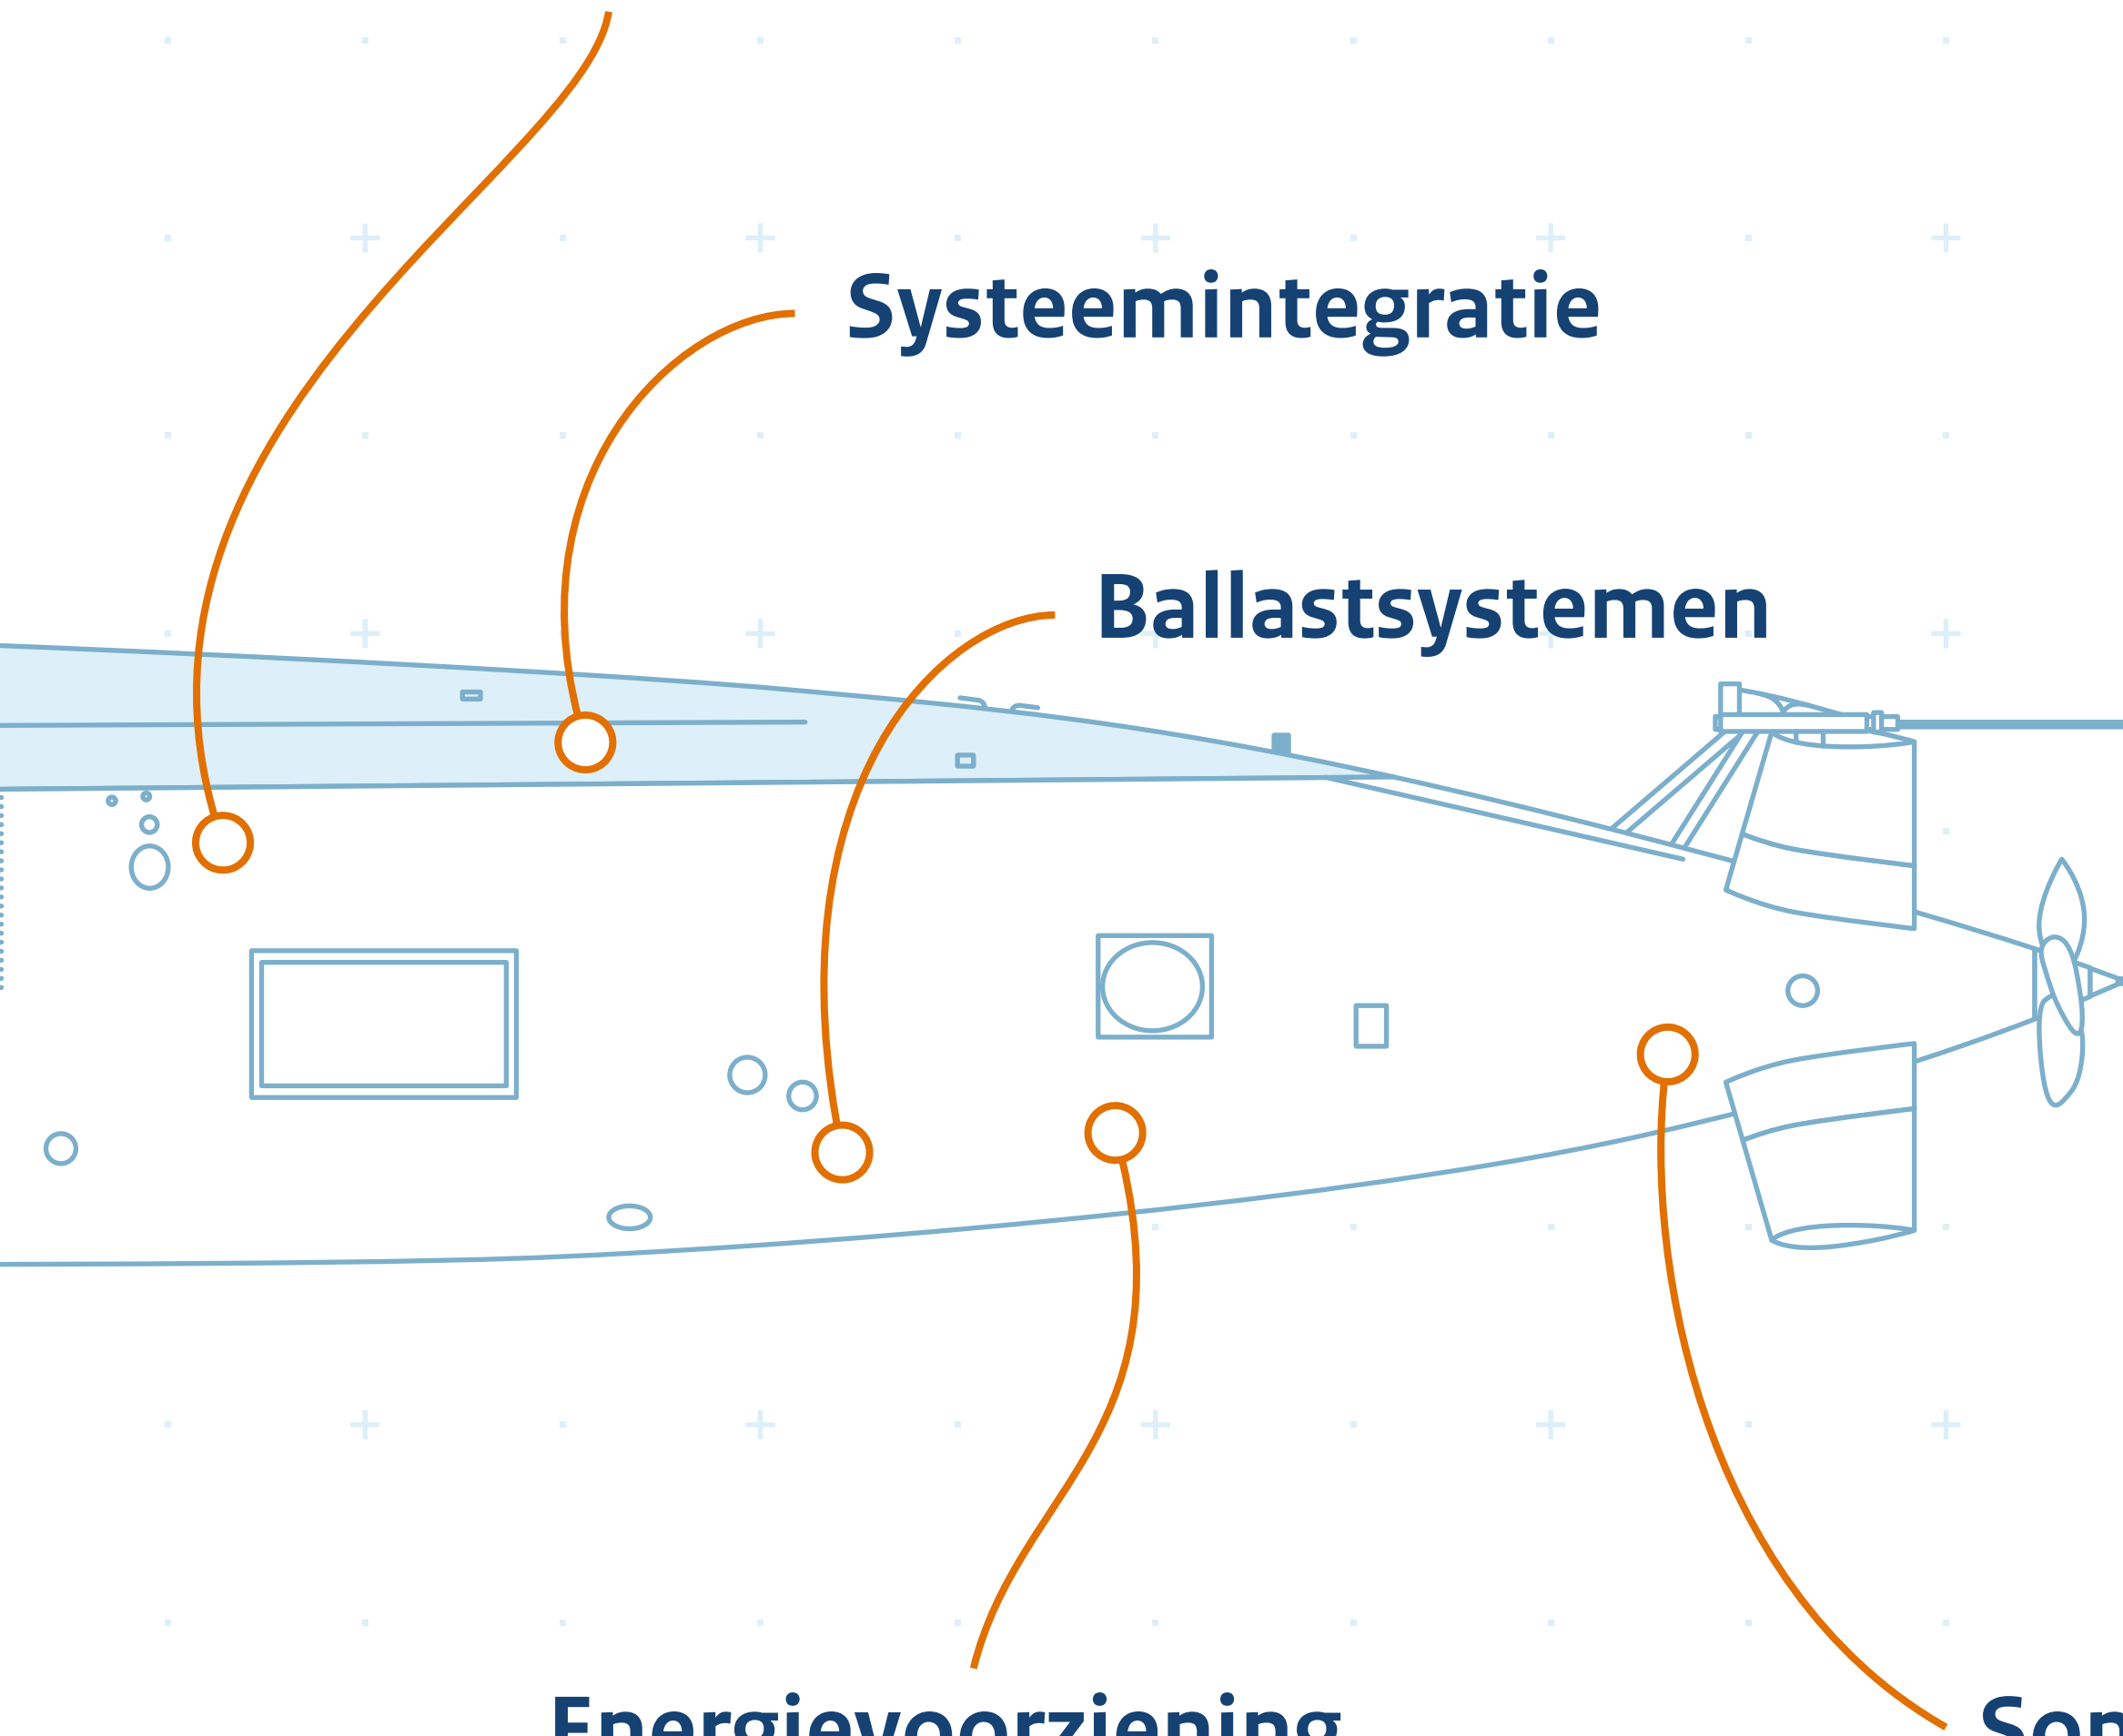 Systeemintegratie
Ballastsystemen
Energievoorziening